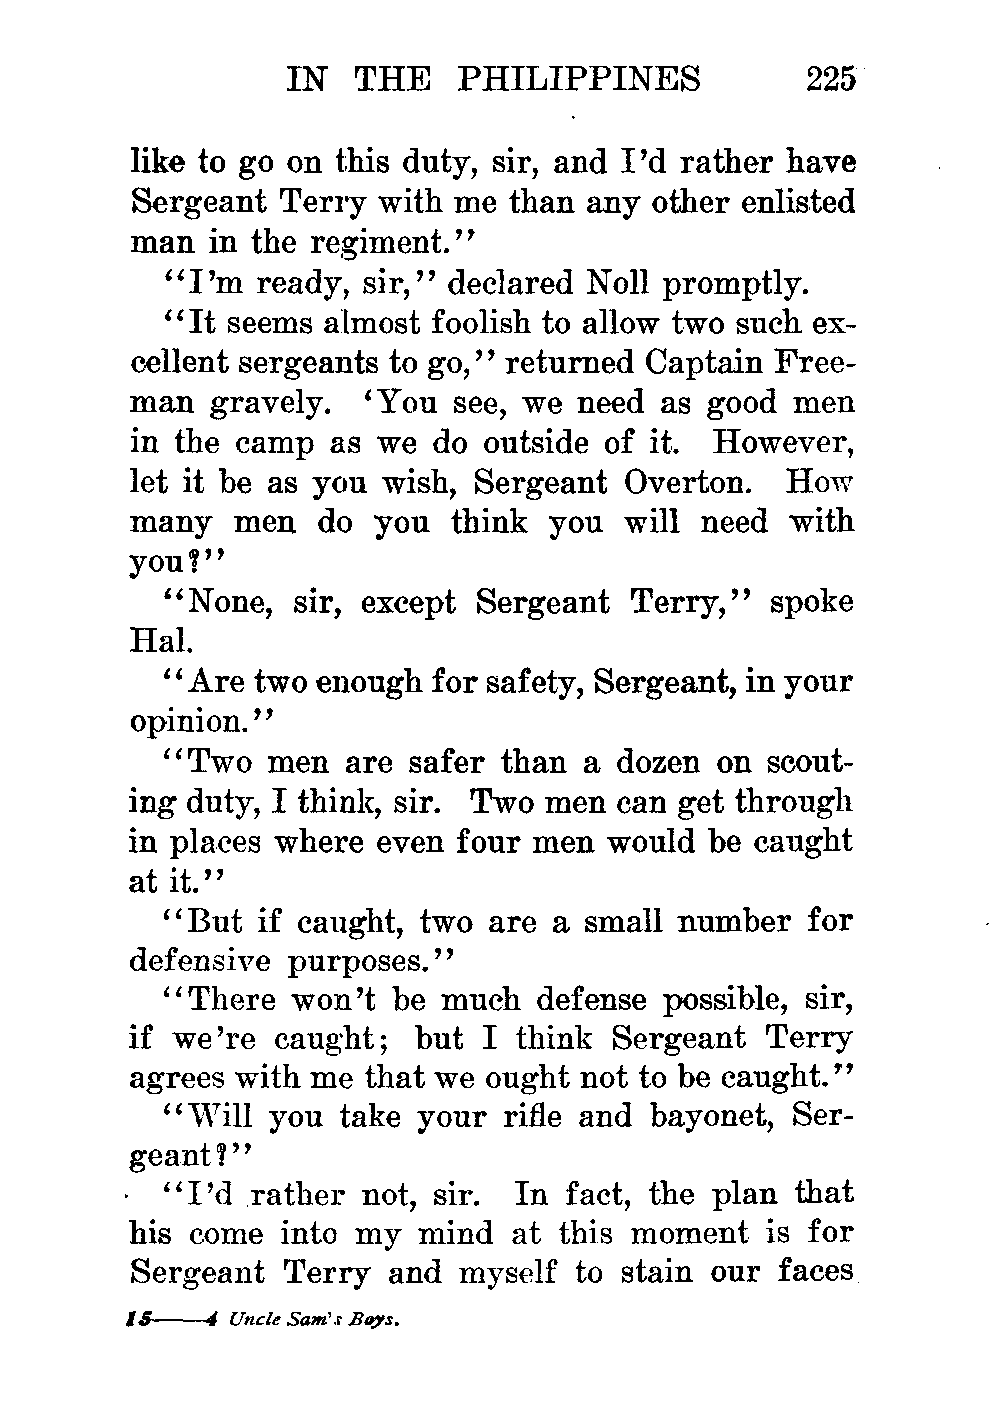 IN THE PHILIPPINES 225
like to go on this duty, sir, and I'd rather have
Sergeant Terry with me than any other enlisted
man in the regiment."
"I'm ready, sir," declared Noll promptly.
"It seems almost foolish to allow two such ex-
cellent sergeants to go," returned Captain Free-
man gravely. 'You see, we need as good men
in the camp as we do outside of it. However,
let it be as you wish, Sergeant Overton. How
many men do you think you will need with
you?"
"None, sir, except Sergeant Terry," spoke
Hal.
"Are two enough for safety, Sergeant, in your
opinion."
"Two men are safer than a dozen on scout-
ing duty, I think, sir. Two men can get through
in places where even four men would be caught
at it."
"But if caught, two are a small number for
defensive purposes."
"There won't be much defense possible, sir,
if we're caught; but I think Sergeant Terry
agrees with me that we ought not to be caught."
"Will you take your rifle and bayonet, Ser-
geant?"
"I'd rather not, sir. In fact, the plan that
his come into my mind at this moment is for
Sergeant Terry and myself to stain our faces
15—4 Uncle Sam's Boys.